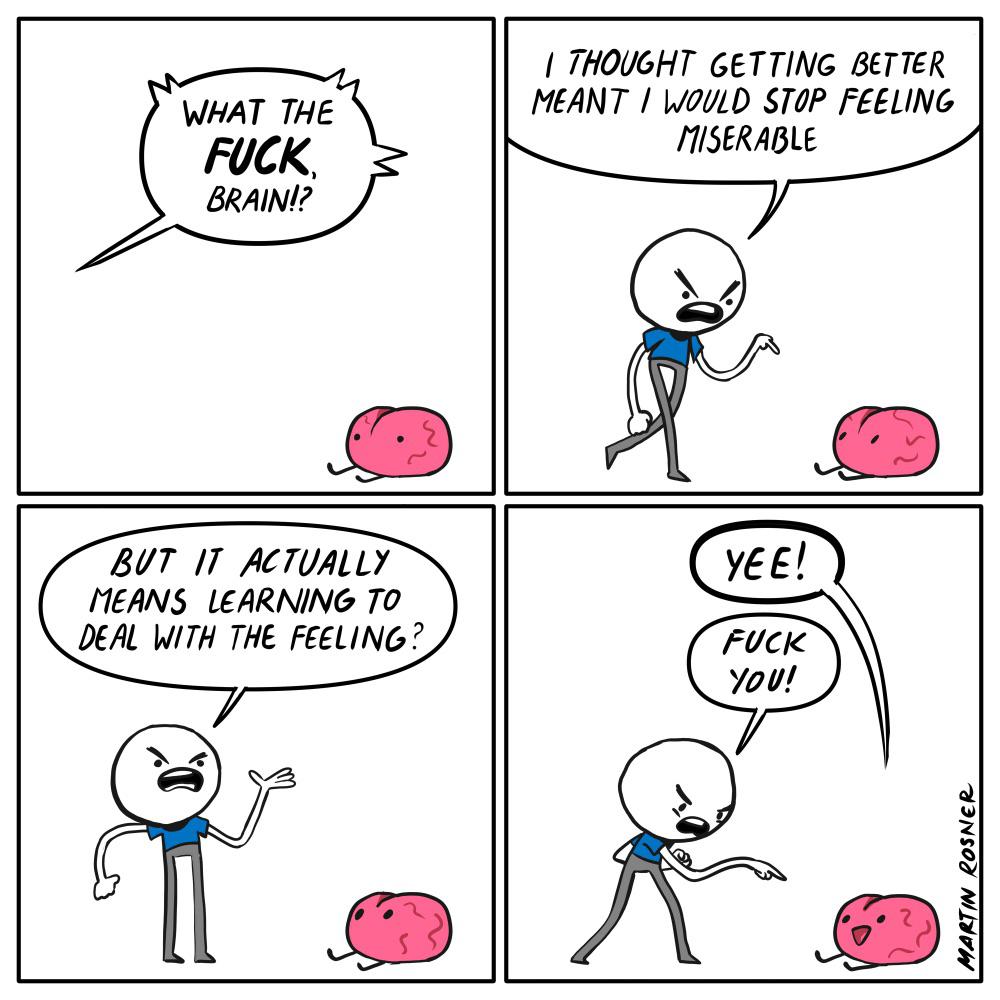 WHAT THE
FUCK,
BRAIN!?
I THOUGHT GETTING BETTER
MEANT I WOULD STOP FEELING
MISERABLE
BUT IT ACTUALLY
MEANS LEARNING TO
DEAL WITH THE FEELING?
YEE!
FUCK
YOU!
MARTIN ROSNER